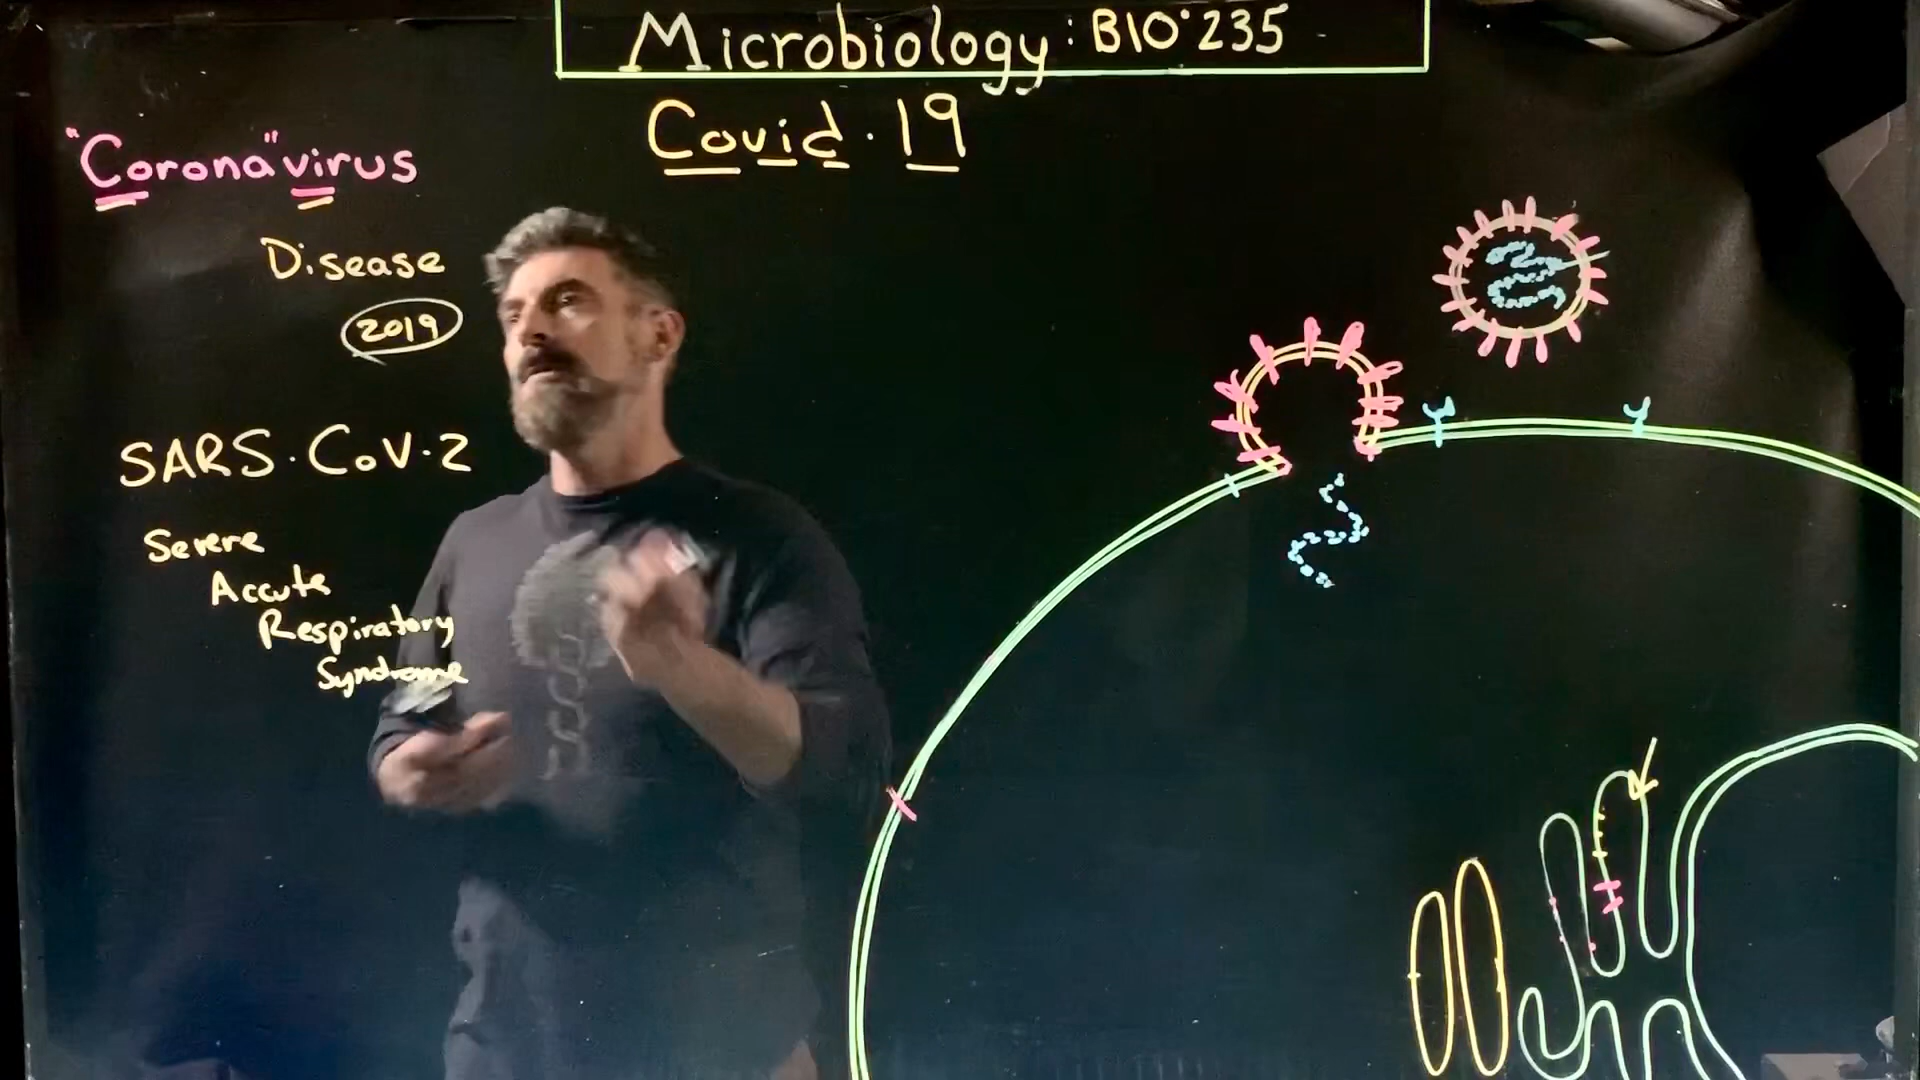 Microbiology: BIO·235
Covid·19
"Corona"virus
Disease
2019
SARS·CoV·2
Severe
Accute
Respiratory
Syndrome